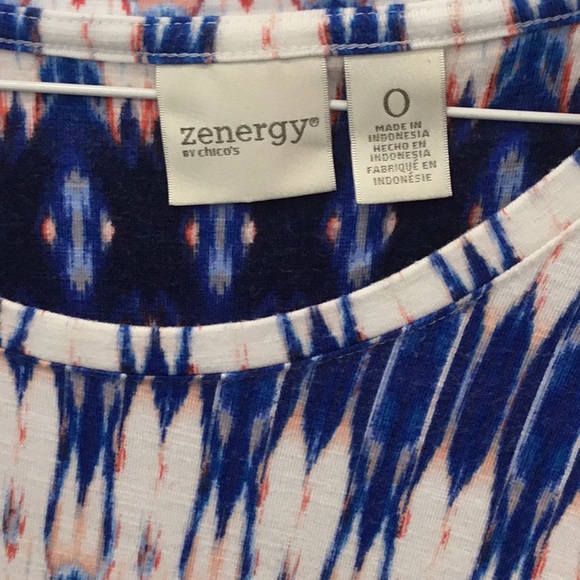 zenergy®
BY chico's
0
MADE IN
INDONESIA
HECHO EN
INDONESIA
FABRIQUÉ EN
INDONÉSIE